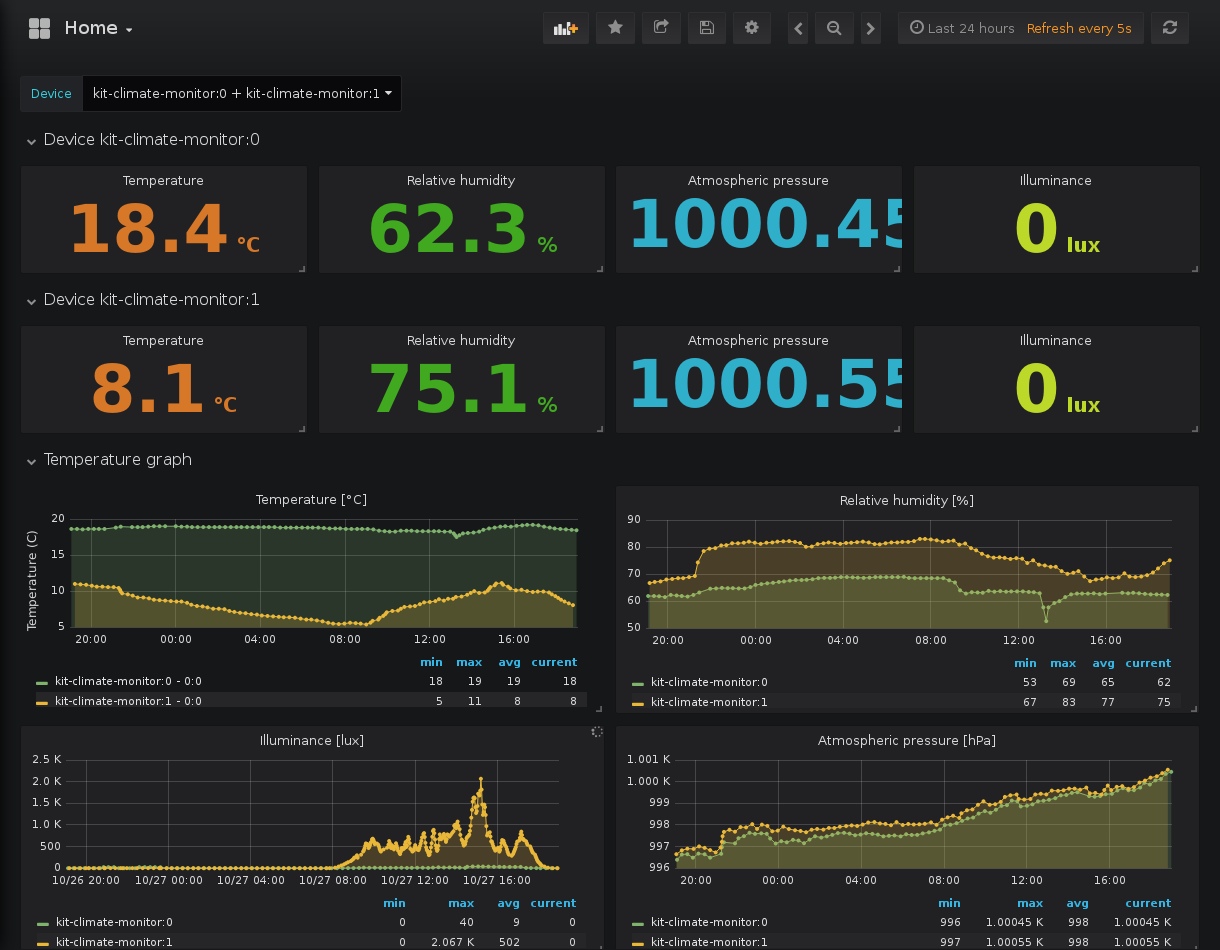 Home
Last 24 hours Refresh every 5s
Device kit-climate-monitor:0 + kit-climate-monitor:1
Device kit-climate-monitor:0
Temperature Relative humidity Atmospheric pressure Illuminance
18.4 °C 62.3 % 1000.45 0 lux
Device kit-climate-monitor:1
Temperature Relative humidity Atmospheric pressure Illuminance
8.1 °C 75.1 % 1000.55 0 lux
Temperature graph
Temperature [°C]
Temperature (C)
20
15
10
5
20:00 00:00 04:00 08:00 12:00 16:00
min max avg current
kit-climate-monitor:0 - 0:0 18 19 19 18
kit-climate-monitor:1 - 0:0 5 11 8 8
Relative humidity [%]
90
80
70
60
50
20:00 00:00 04:00 08:00 12:00 16:00
min max avg current
kit-climate-monitor:0 53 69 65 62
kit-climate-monitor:1 67 83 77 75
Illuminance [lux]
2.5 K
2.0 K
1.5 K
1.0 K
500
0
10/26 20:00 10/27 00:00 10/27 04:00 10/27 08:00 10/27 12:00 10/27 16:00
min max avg current
kit-climate-monitor:0 0 40 9 0
kit-climate-monitor:1 0 2.067 K 502 0
Atmospheric pressure [hPa]
1.001 K
1.000 K
999
998
997
996
20:00 00:00 04:00 08:00 12:00 16:00
min max avg current
kit-climate-monitor:0 996 1.00045 K 998 1.00045 K
kit-climate-monitor:1 997 1.00055 K 998 1.00055 K